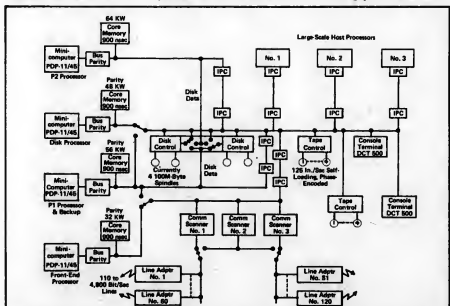 64 KW
Core
Memory
900 nsec
Mini-
computer
PDP-11/45
Bus
Parity
P2 Processor
Large-Scale Host Processors
No. 1
No. 2
No. 3
IPC
IPC
IPC
IPC
IPC
Parity
48 KW
Core
Memory
900 nsec
Disk
Data
Mini-
computer
PDP-11/45
Bus
Parity
Disk Processor
Parity
56 KW
Core
Memory
900 nsec
Disk
Control
Disk
Control
IPC
IPC
IPC
IPC
Tape
Control
Console
Terminal
DCT 500
Currently
4 100M-Byte
Spindles
Disk
Data
125 In./Sec Self-
Loading, Phase-
Encoded
Mini-
computer
PDP-11/45
Bus
Parity
P1 Processor
& Backup
Parity
32 KW
Core
Memory
900 nsec
Tape
Control
Console
Terminal
DCT 500
Comm
Scanner
No. 1
Comm
Scanner
No. 2
Comm
Scanner
No. 3
Mini-
computer
PDP-11/45
Bus
Parity
Front-End
Processor
110 to
4,800 Bit/Sec
Lines
Line Adptr
No. 1
Line Adptr
No. 60
Line Adptr
No. 61
Line Adptr
No. 120